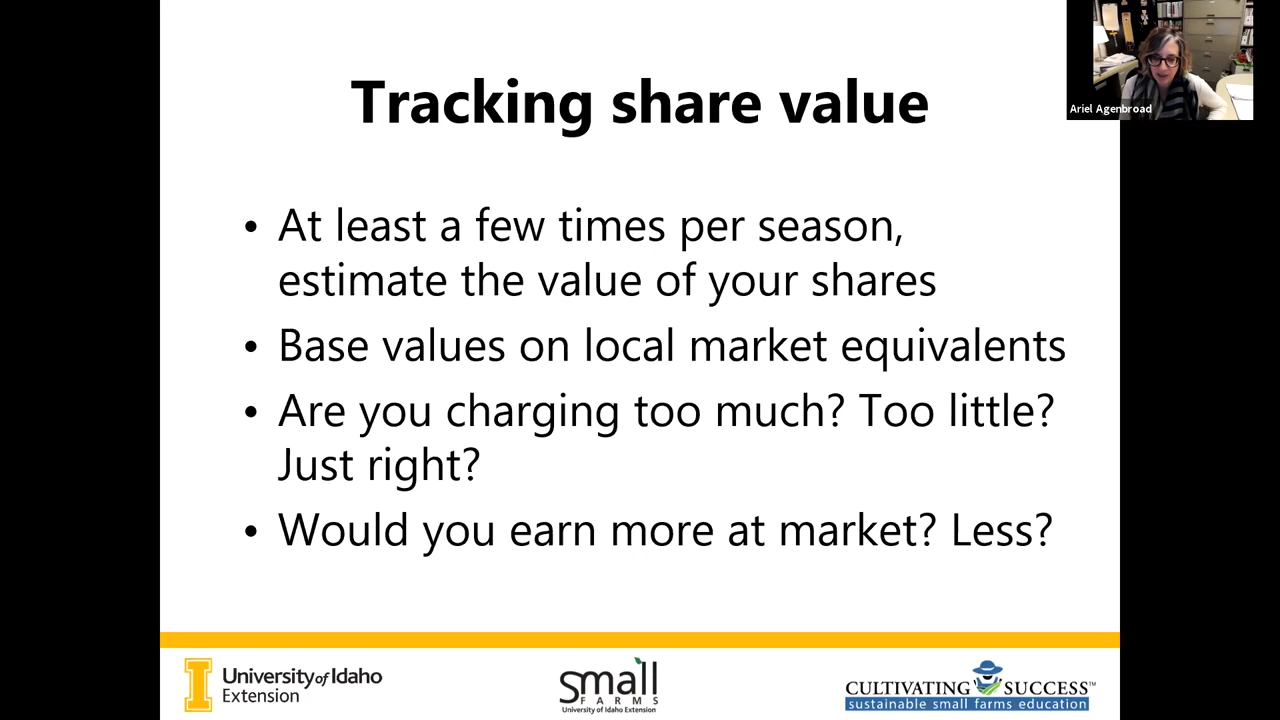 Tracking share value
Ariel Agenbroad
• At least a few times per season,
estimate the value of your shares
• Base values on local market equivalents
• Are you charging too much? Too little?
Just right?
• Would you earn more at market? Less?
I
University of Idaho
Extension
small
FARMS
University of Idaho Extension
CULTIVATING SUCCESS™
sustainable small farms education